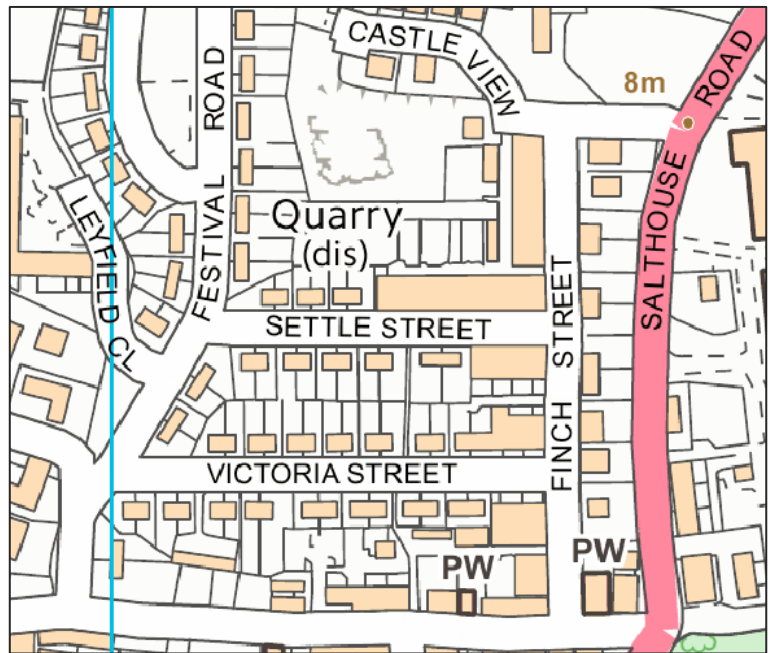 CASTLE VIEW
ROAD
8m
SALTHOUSE ROAD
FESTIVAL
LEYFIELD CL
Quarry
(dis)
SETTLE STREET
FINCH STREET
VICTORIA STREET
PW
PW